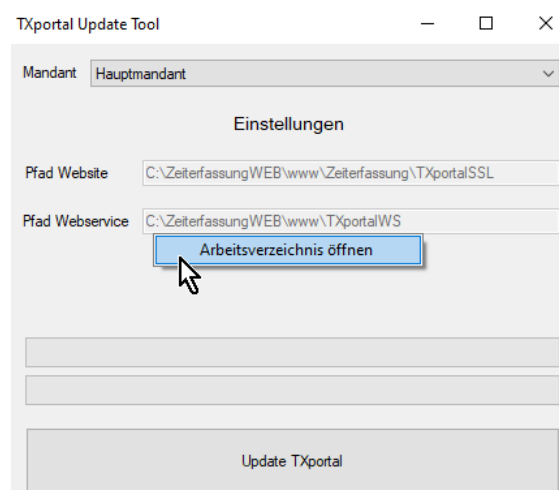 TXportal Update Tool
Mandant Hauptmandant
Einstellungen
Pfad Website C:\ZeiterfassungWEB\www\Zeiterfassung\TXportalSSL
Pfad Webservice C:\ZeiterfassungWEB\www\TXportalWS
Arbeitsverzeichnis öffnen
Update TXportal